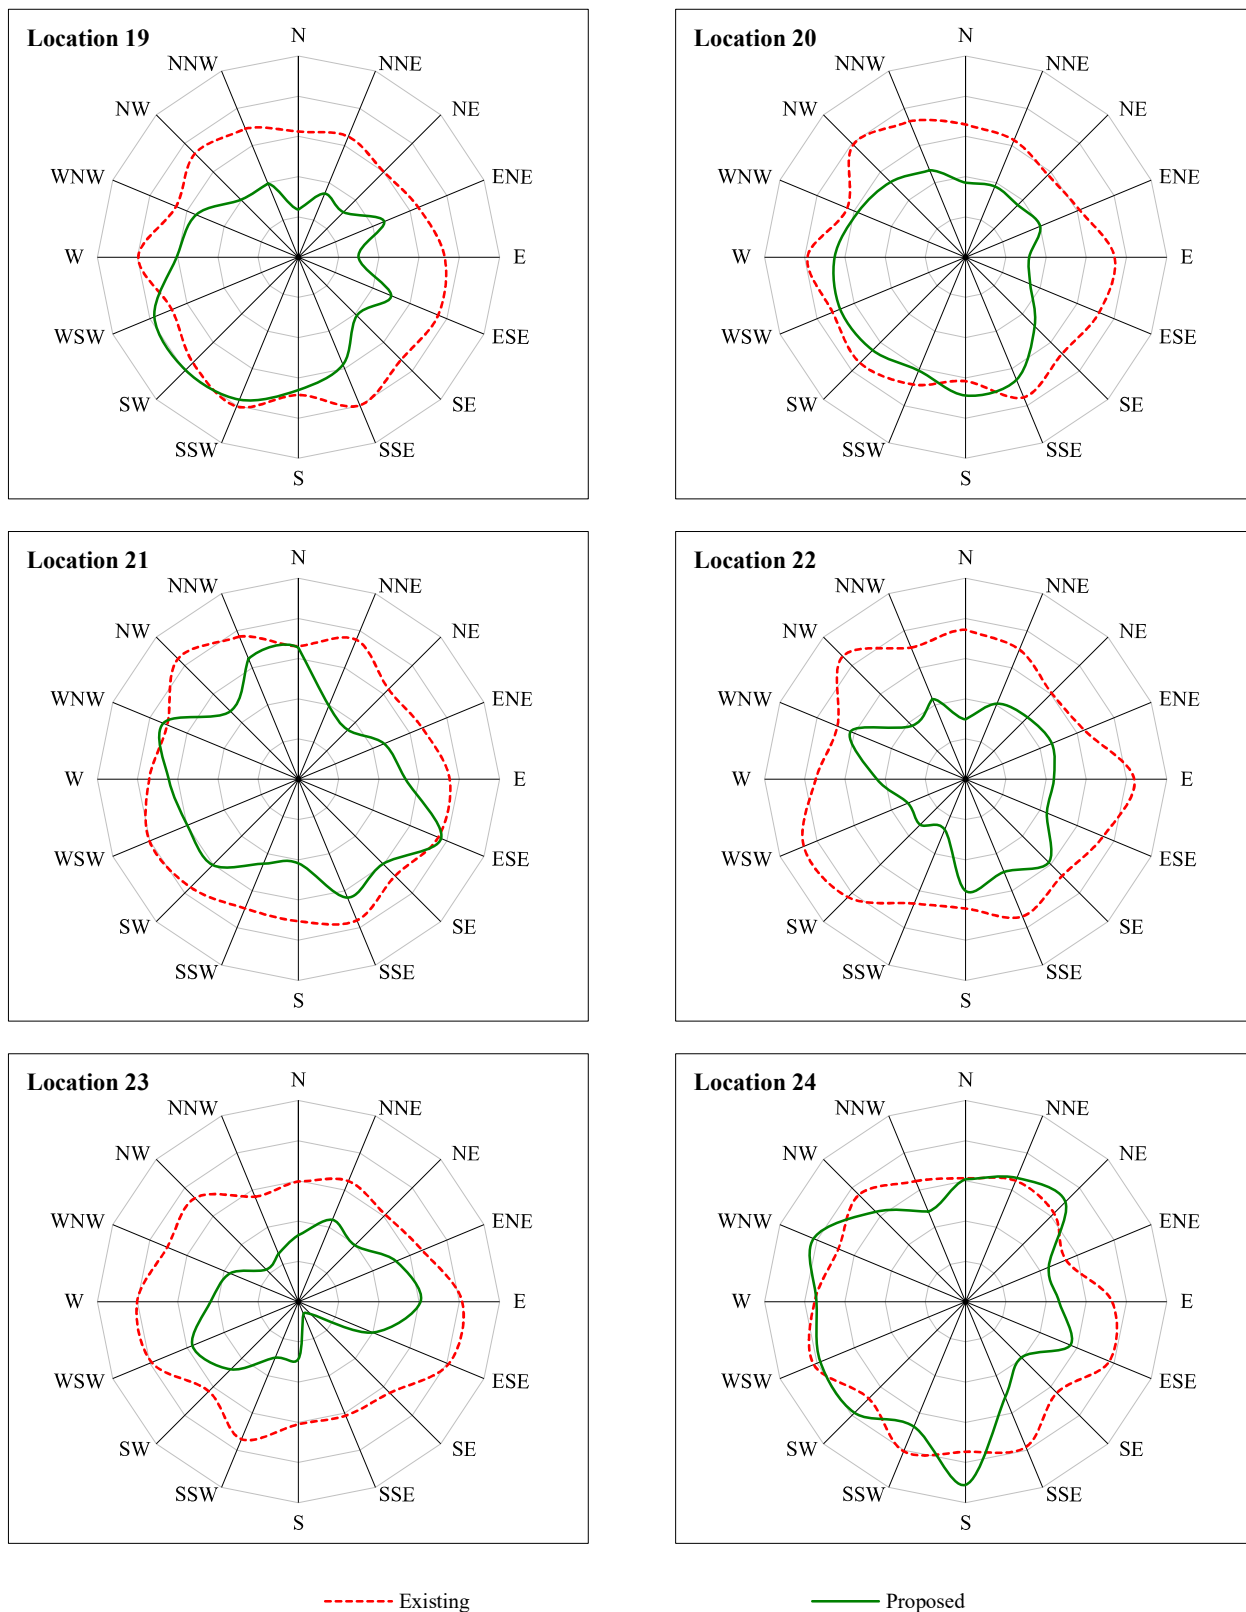 Location 19
N
NNW
NNE
NW
NE
WNW
ENE
W
E
WSW
ESE
SW
SE
SSW
SSE
S
Location 20
N
NNW
NNE
NW
NE
WNW
ENE
W
E
WSW
ESE
SW
SE
SSW
SSE
S
Location 21
N
NNW
NNE
NW
NE
WNW
ENE
W
E
WSW
ESE
SW
SE
SSW
SSE
S
Location 22
N
NNW
NNE
NW
NE
WNW
ENE
W
E
WSW
ESE
SW
SE
SSW
SSE
S
Location 23
N
NNW
NNE
NW
NE
WNW
ENE
W
E
WSW
ESE
SW
SE
SSW
SSE
S
Location 24
N
NNW
NNE
NW
NE
WNW
ENE
W
E
WSW
ESE
SW
SE
SSW
SSE
S
Existing
Proposed